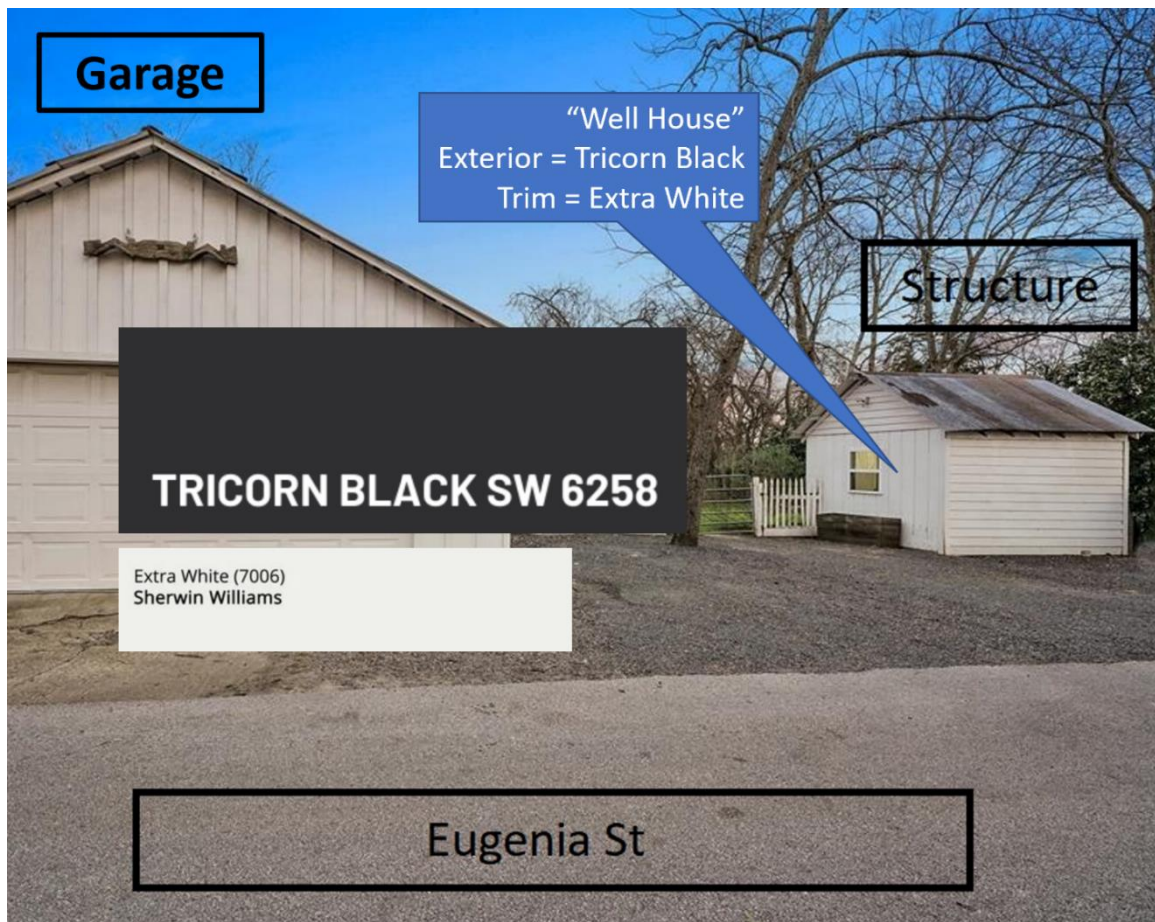 Garage
“Well House”
Exterior = Tricorn Black
Trim = Extra White
Structure
TRICORN BLACK SW 6258
Extra White (7006)
Sherwin Williams
Eugenia St